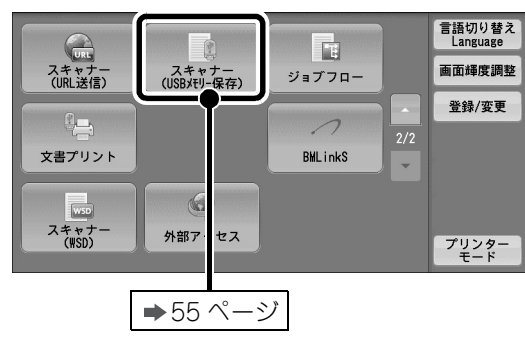 URL
スキャナー
(URL送信)
スキャナー
(USBメモリー保存)
ジョブフロー
文書プリント
BMLinkS
WSD
スキャナー
(WSD)
外部アクセス
2/2
言語切り替え
Language
画面輝度調整
登録/変更
プリンター
モード
➡55 ページ